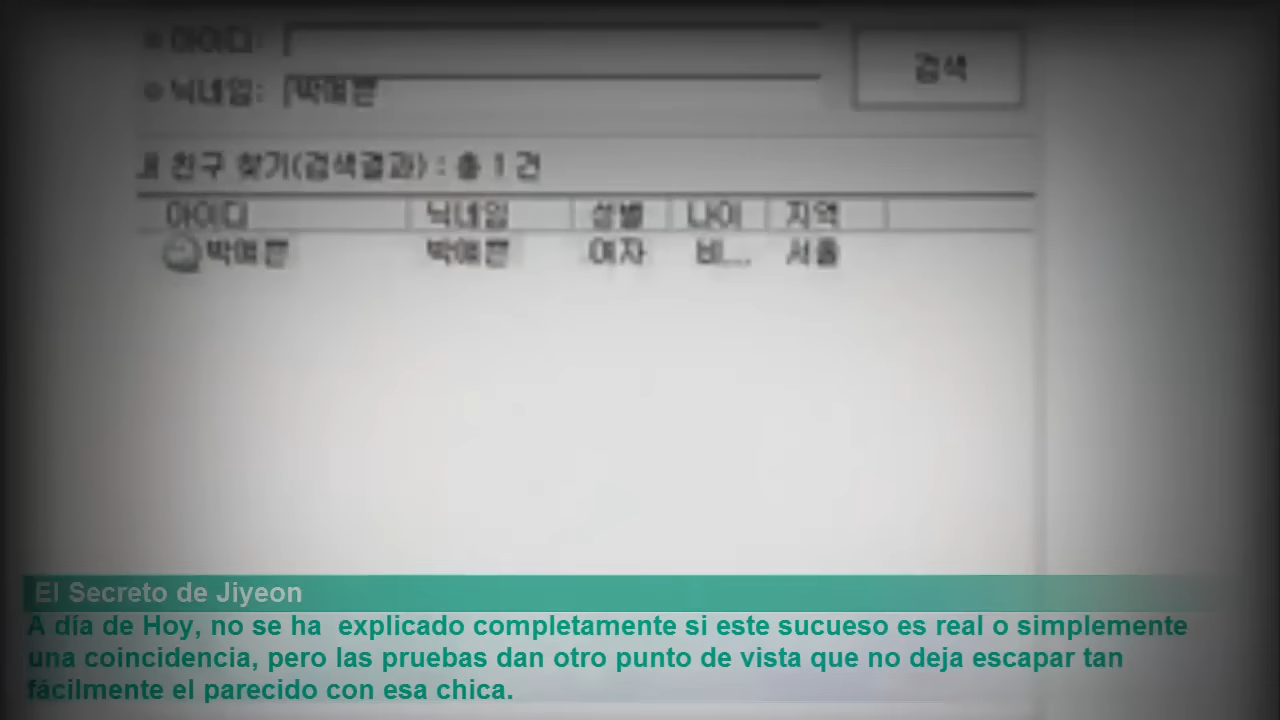 아이디:
닉네임: 박예쁜
검색
친구 찾기(검색결과) : 총 1 건
아이디 닉네임 성별 나이 지역
박예쁜 박예쁜 여자 비... 서울
El Secreto de Jiyeon
A día de Hoy, no se ha explicado completamente si este sucueso es real o simplemente
una coincidencia, pero las pruebas dan otro punto de vista que no deja escapar tan
fácilmente el parecido con esa chica.